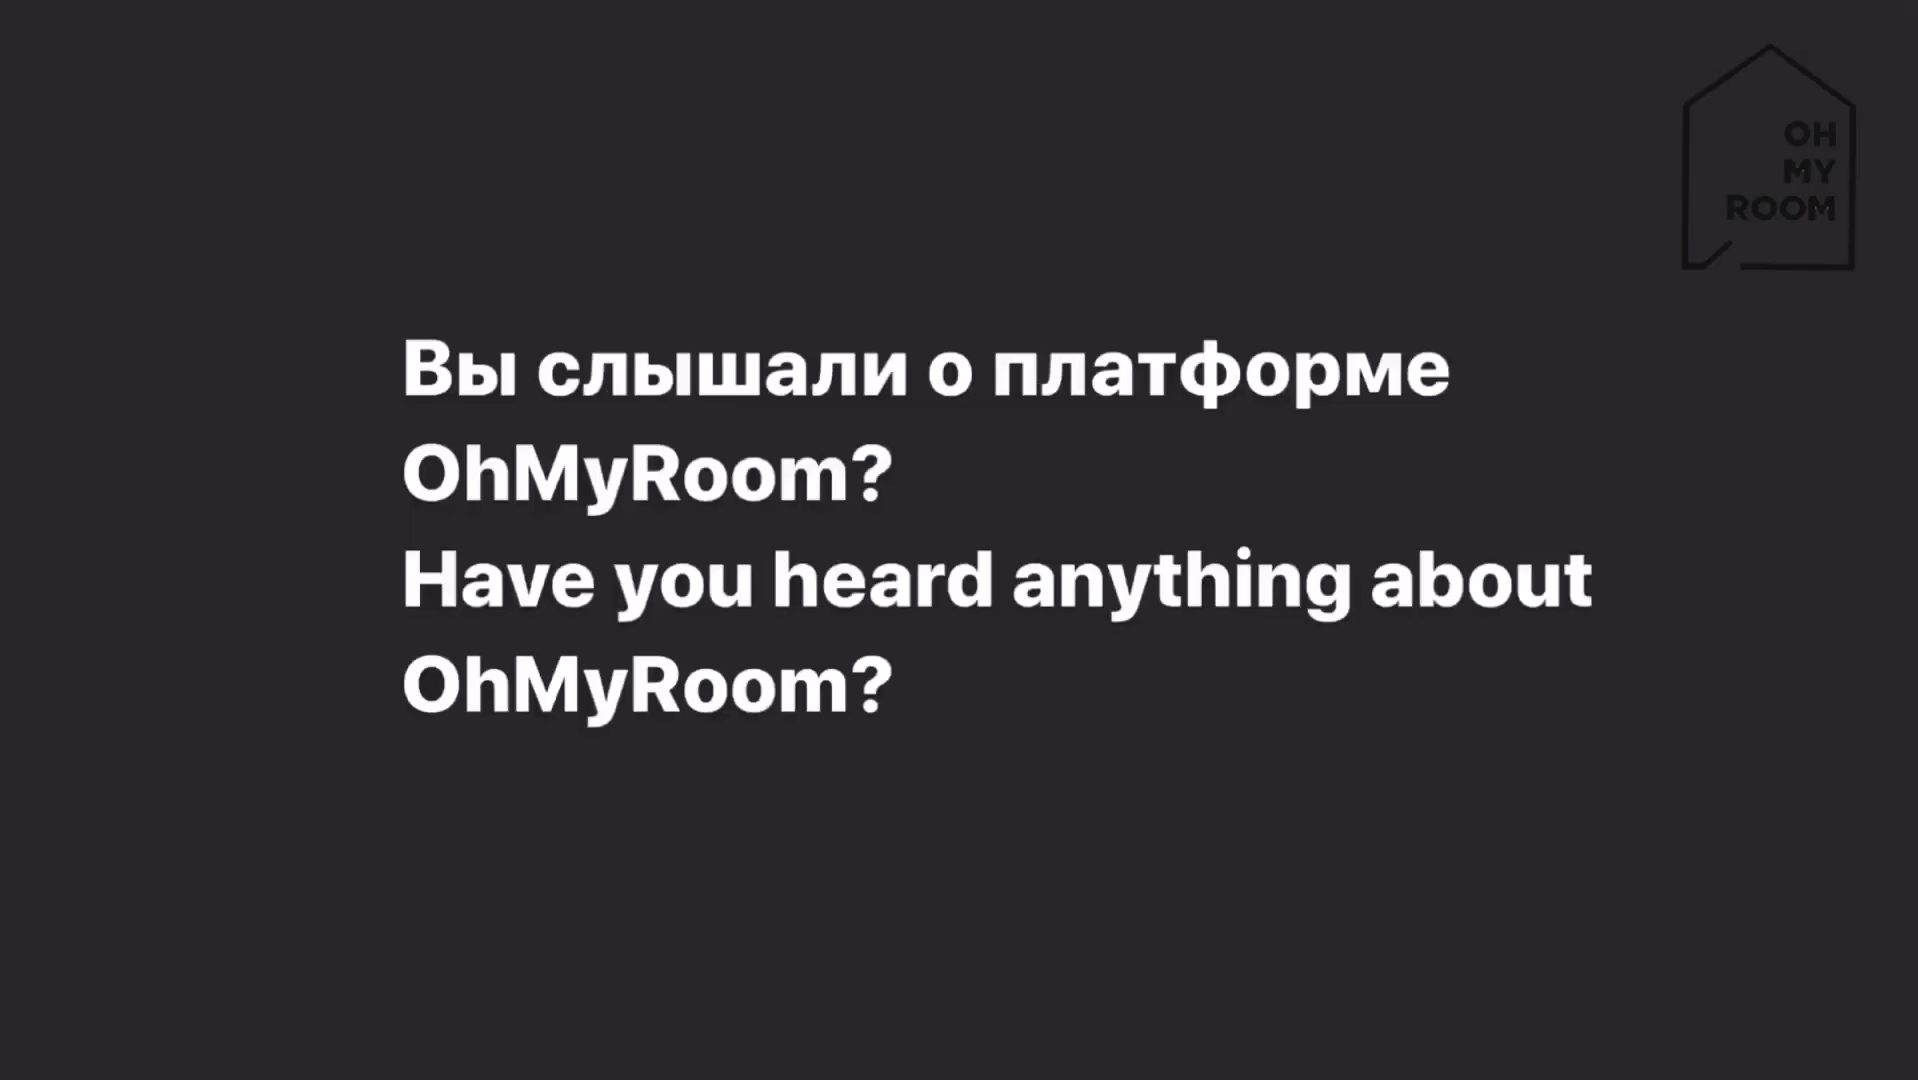 OH
MY
ROOM
Вы слышали о платформе
OhMyRoom?
Have you heard anything about
OhMyRoom?